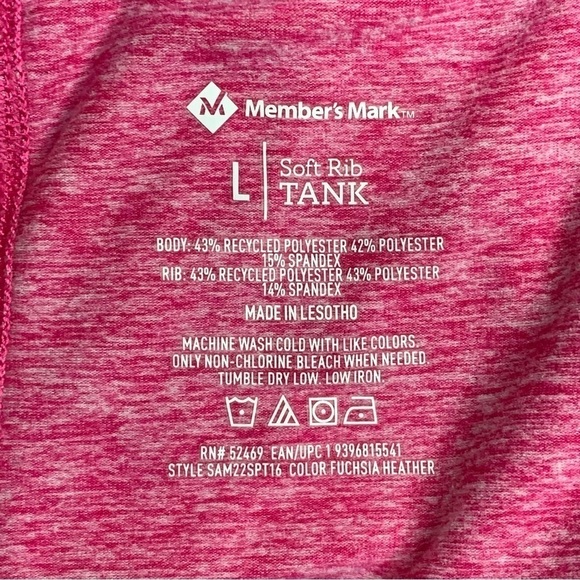 Member's Mark™
L
Soft Rib
TANK
BODY: 43% RECYCLED POLYESTER 42% POLYESTER
15% SPANDEX
RIB: 43% RECYCLED POLYESTER 43% POLYESTER
14% SPANDEX
MADE IN LESOTHO
MACHINE WASH COLD WITH LIKE COLORS.
ONLY NON-CHLORINE BLEACH WHEN NEEDED.
TUMBLE DRY LOW. LOW IRON.
RN# 52469 EAN/UPC 1 9396815541
STYLE SAM22SPT16 COLOR FUCHSIA HEATHER